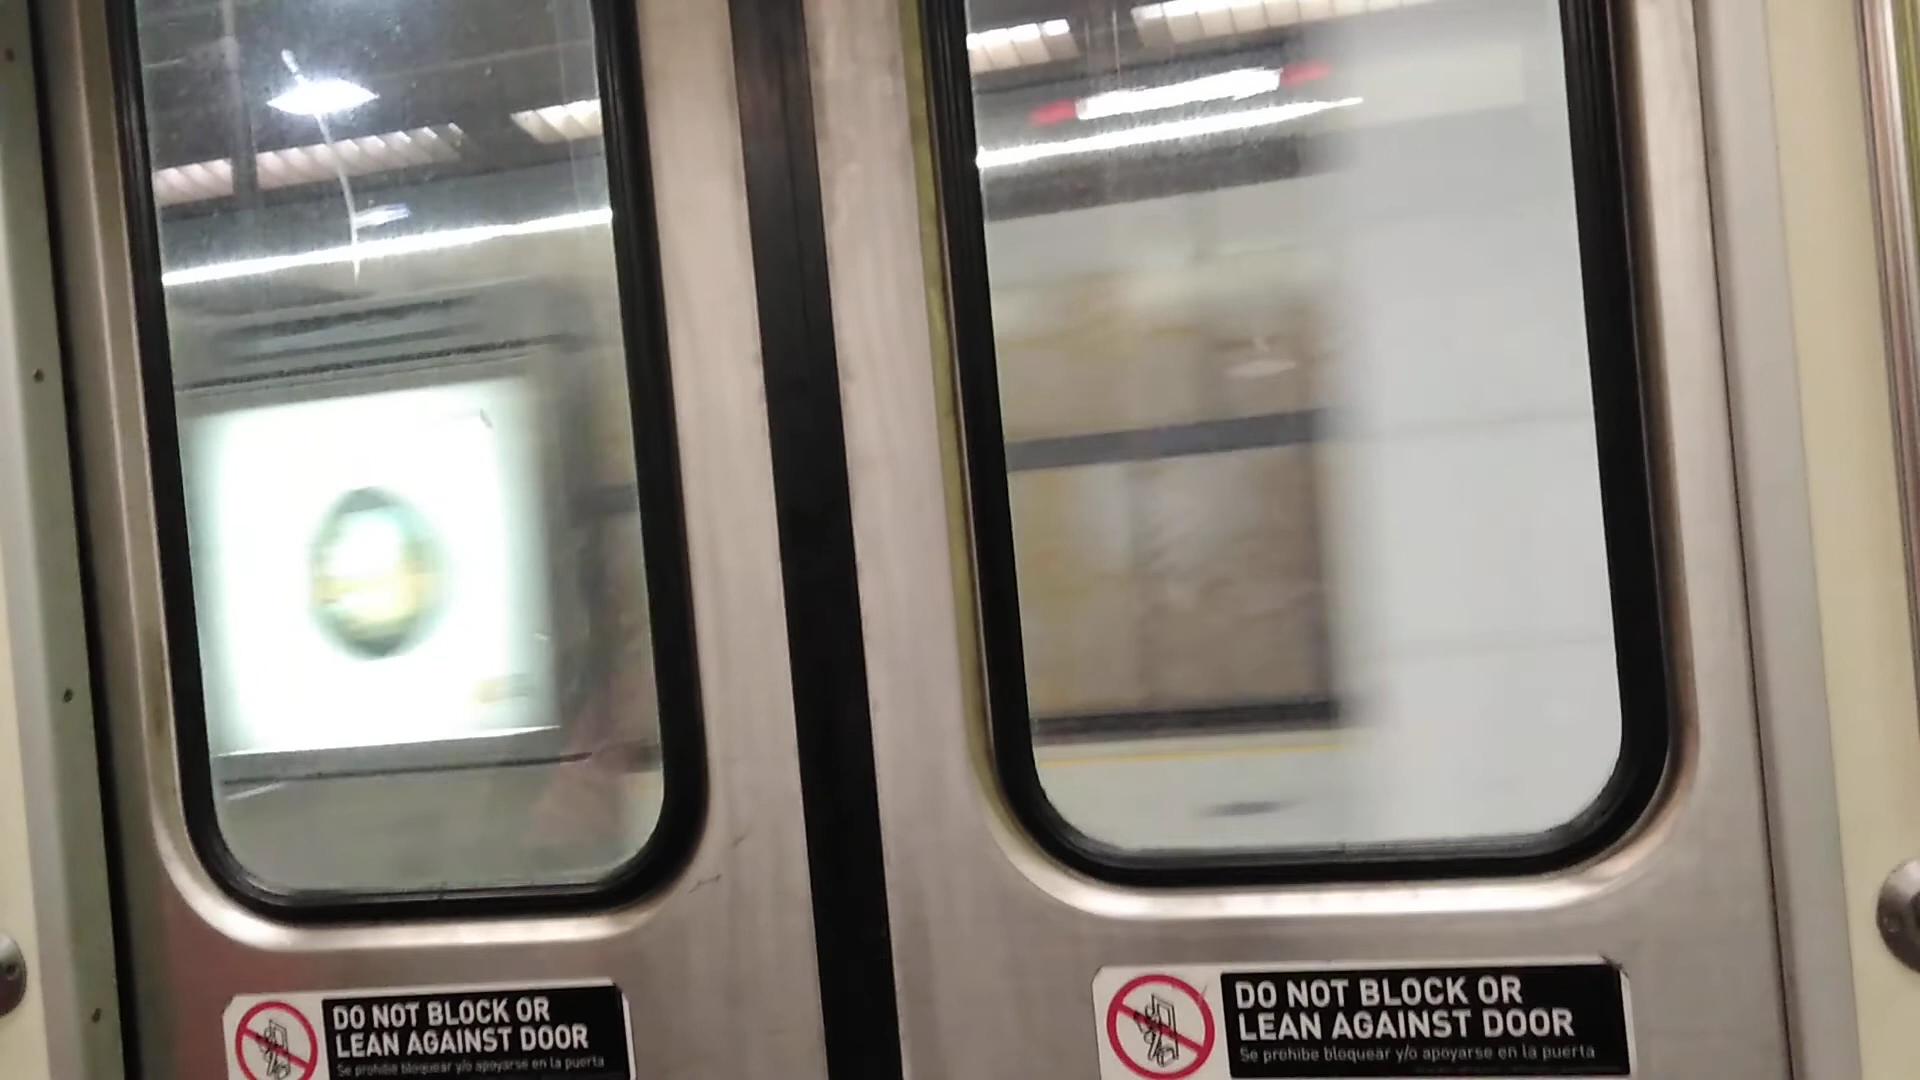 DO NOT BLOCK OR
LEAN AGAINST DOOR
Se prohibe bloquear y/o apoyarse en la puerta
DO NOT BLOCK OR
LEAN AGAINST DOOR
Se prohibe bloquear y/o apoyarse en la puerta